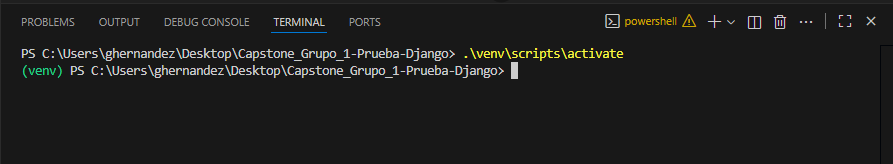 PROBLEMS OUTPUT DEBUG CONSOLE TERMINAL PORTS powershell
PS C:\Users\ghernandez\Desktop\Capstone_Grupo_1-Prueba-Django> .\venv\scripts\activate
(venv) PS C:\Users\ghernandez\Desktop\Capstone_Grupo_1-Prueba-Django>